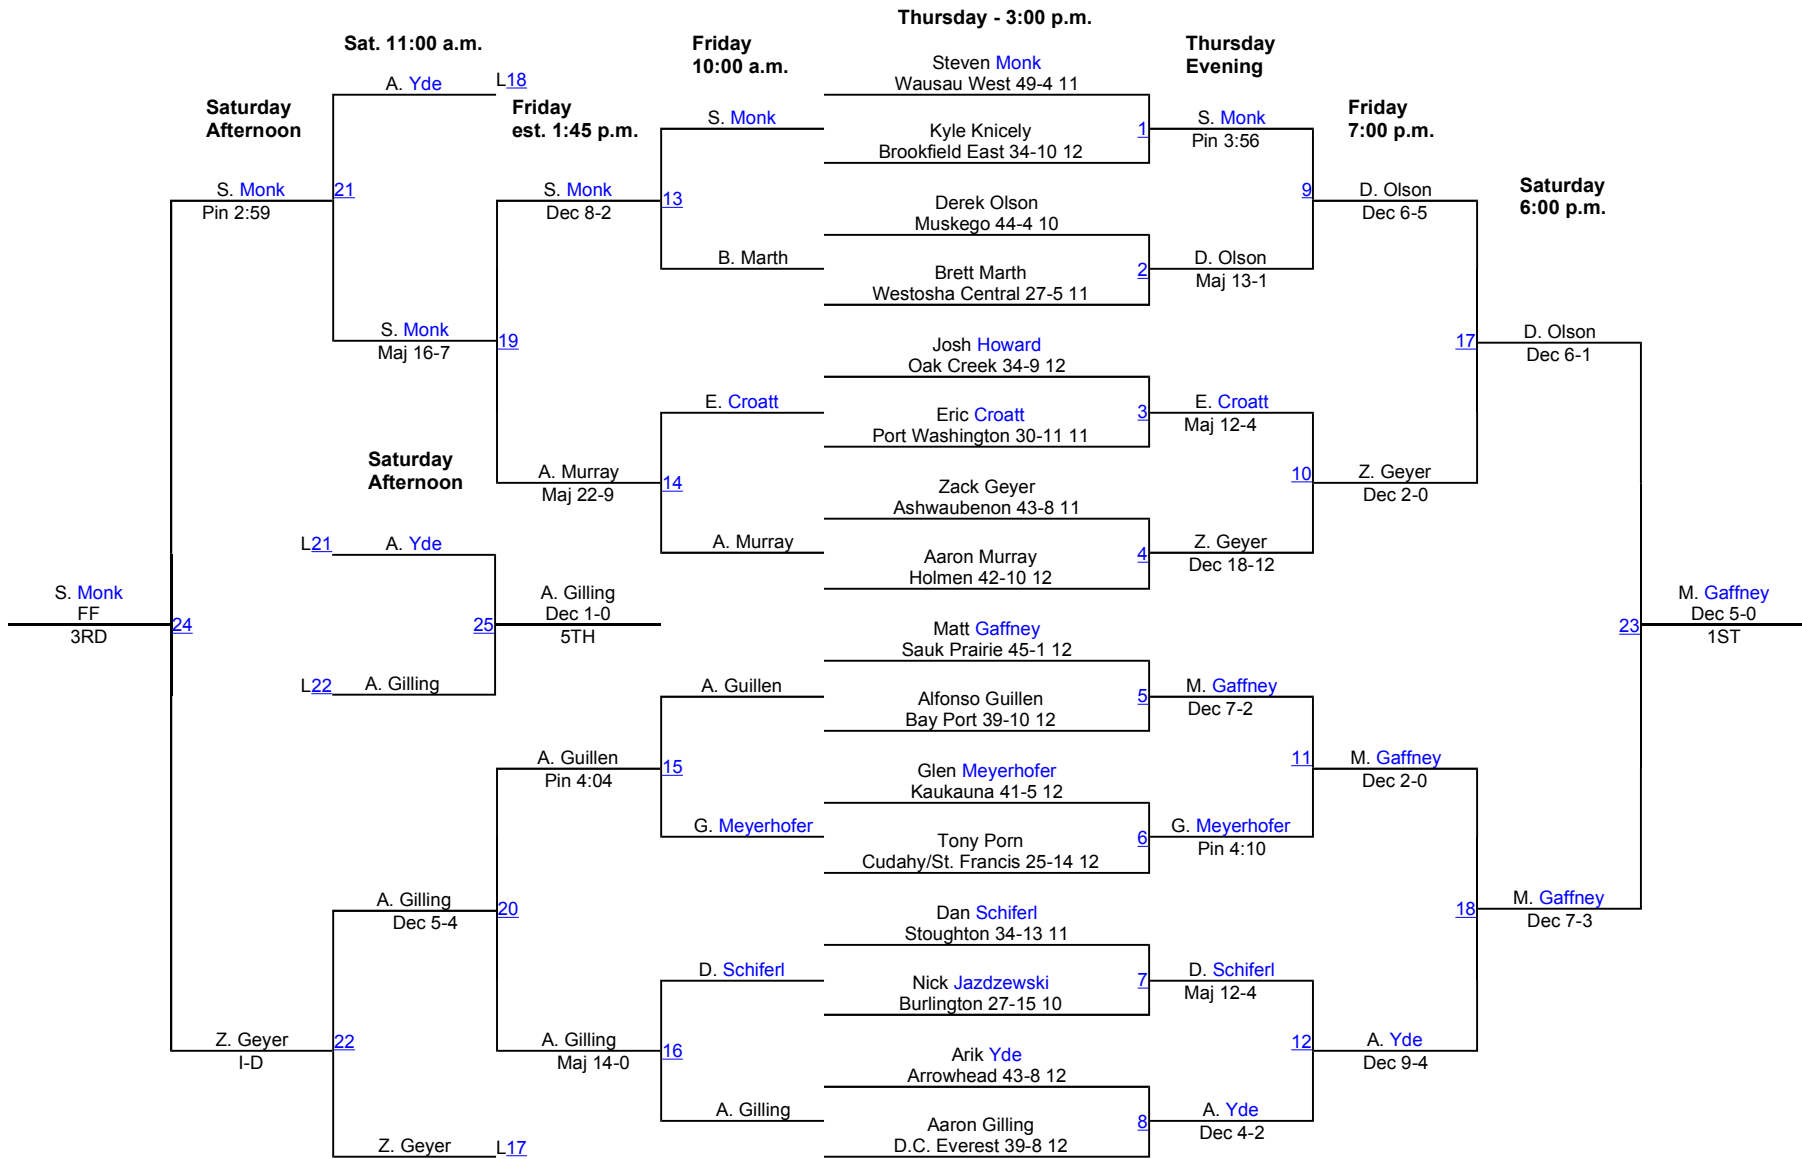 Thursday - 3:00 p.m.
Sat. 11:00 a.m.
Friday
10:00 a.m.
Thursday
Evening
Steven Monk
Wausau West 49-4 11
A. Yde
L18
Saturday
Afternoon
Friday
est. 1:45 p.m.
Friday
7:00 p.m.
S. Monk
Kyle Knicely
Brookfield East 34-10 12
1
S. Monk
Pin 3:56
Saturday
6:00 p.m.
S. Monk
Pin 2:59
21
S. Monk
Dec 8-2
13
Derek Olson
Muskego 44-4 10
9
D. Olson
Dec 6-5
B. Marth
Brett Marth
Westosha Central 27-5 11
2
D. Olson
Maj 13-1
S. Monk
Maj 16-7
19
Josh Howard
Oak Creek 34-9 12
17
D. Olson
Dec 6-1
E. Croatt
Eric Croatt
Port Washington 30-11 11
3
E. Croatt
Maj 12-4
Saturday
Afternoon
A. Murray
Maj 22-9
14
Zack Geyer
Ashwaubenon 43-8 11
10
Z. Geyer
Dec 2-0
L21
A. Yde
A. Murray
Aaron Murray
Holmen 42-10 12
4
Z. Geyer
Dec 18-12
S. Monk
FF
3RD
24
25
A. Gilling
Dec 1-0
5TH
Matt Gaffney
Sauk Prairie 45-1 12
23
M. Gaffney
Dec 5-0
1ST
L22
A. Gilling
A. Guillen
Alfonso Guillen
Bay Port 39-10 12
5
M. Gaffney
Dec 7-2
A. Guillen
Pin 4:04
15
Glen Meyerhofer
Kaukauna 41-5 12
11
M. Gaffney
Dec 2-0
G. Meyerhofer
Tony Porn
Cudahy/St. Francis 25-14 12
6
G. Meyerhofer
Pin 4:10
A. Gilling
Dec 5-4
20
Dan Schiferl
Stoughton 34-13 11
18
M. Gaffney
Dec 7-3
D. Schiferl
Nick Jazdzewski
Burlington 27-15 10
7
D. Schiferl
Maj 12-4
Z. Geyer
I-D
22
A. Gilling
Maj 14-0
16
Arik Yde
Arrowhead 43-8 12
12
A. Yde
Dec 9-4
A. Gilling
Aaron Gilling
D.C. Everest 39-8 12
8
A. Yde
Dec 4-2
Z. Geyer
L17